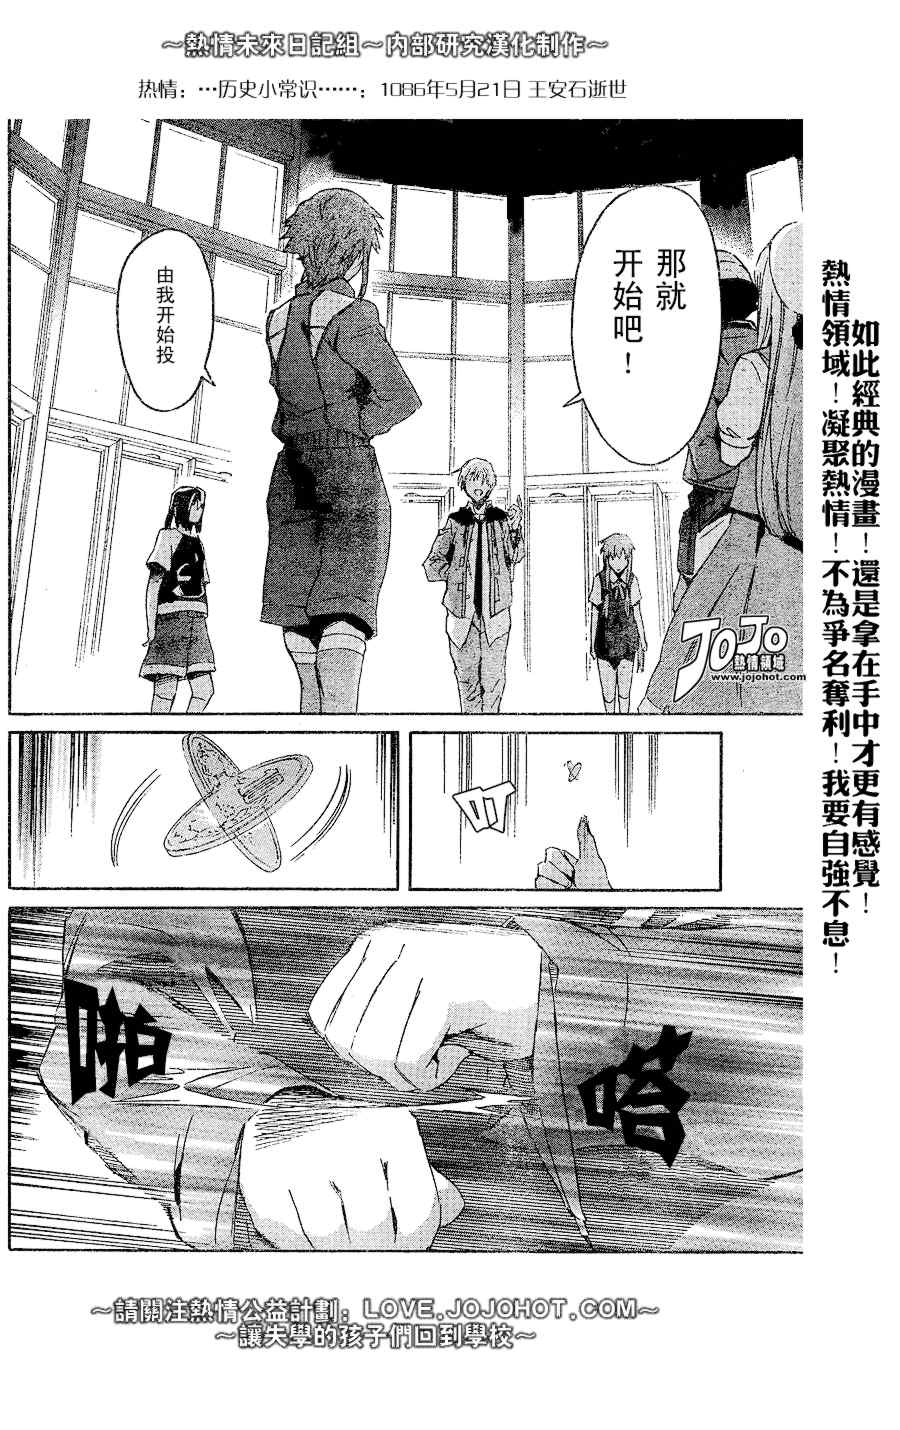 ～熱情未來日記組～内部研究漢化制作～
热情：…历史小常识……：1086年5月21日 王安石逝世
那就
开始吧！
由我开始投
如此經典的漫畫！還是拿在手中才更有感覺！
熱情領域！凝聚熱情！不為爭名奪利！我要自強不息！
JOJO
熱情領域
www.jojohot.com
叮
啪
嗒
～請關注熱情公益計劃：LOVE.JOJOHOT.COM～
～讓失學的孩子們回到學校～